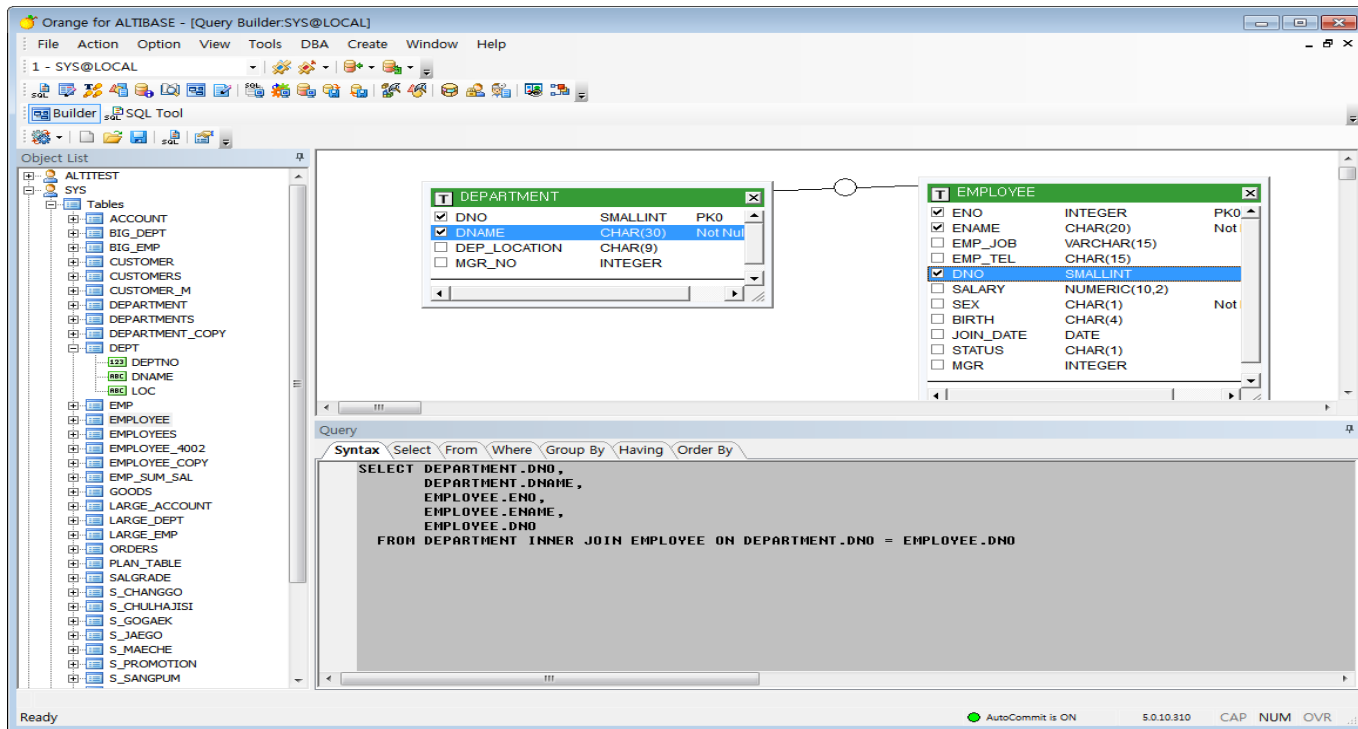 Orange for ALTIBASE - [Query Builder:SYS@LOCAL]
File Action Option View Tools DBA Create Window Help
1 - SYS@LOCAL
Builder SQL Tool
Object List
ALTITEST
SYS
Tables
ACCOUNT
BIG_DEPT
BIG_EMP
CUSTOMER
CUSTOMERS
CUSTOMER_M
DEPARTMENT
DEPARTMENTS
DEPARTMENT_COPY
DEPT
123 DEPTNO
ABC DNAME
ABC LOC
EMP
EMPLOYEE
EMPLOYEES
EMPLOYEE_4002
EMPLOYEE_COPY
EMP_SUM_SAL
GOODS
LARGE_ACCOUNT
LARGE_DEPT
LARGE_EMP
ORDERS
PLAN_TABLE
SALGRADE
S_CHANGGO
S_CHULHAJISI
S_GOGAEK
S_JAEGO
S_MAECHE
S_PROMOTION
S_SANGPUM
T DEPARTMENT
DNO SMALLINT PK0
DNAME CHAR(30) Not Nul
DEP_LOCATION CHAR(9)
MGR_NO INTEGER
T EMPLOYEE
ENO INTEGER PK0
ENAME CHAR(20) Not
EMP_JOB VARCHAR(15)
EMP_TEL CHAR(15)
DNO SMALLINT
SALARY NUMERIC(10,2)
SEX CHAR(1) Not
BIRTH CHAR(4)
JOIN_DATE DATE
STATUS CHAR(1)
MGR INTEGER
Query
Syntax Select From Where Group By Having Order By
SELECT DEPARTMENT.DNO,
DEPARTMENT.DNAME,
EMPLOYEE.ENO,
EMPLOYEE.ENAME,
EMPLOYEE.DNO
FROM DEPARTMENT INNER JOIN EMPLOYEE ON DEPARTMENT.DNO = EMPLOYEE.DNO
Ready AutoCommit is ON 5.0.10.310 CAP NUM OVR